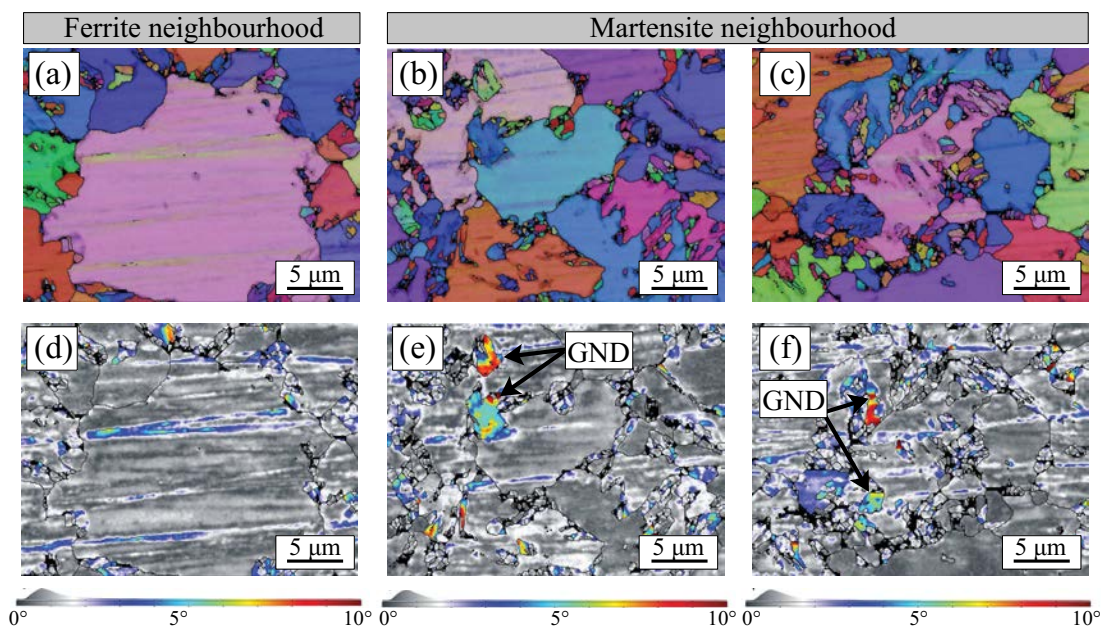 Ferrite neighbourhood
Martensite neighbourhood
(a)
(b)
(c)
5 μm
5 μm
5 μm
(d)
(e)
(f)
GND
GND
5 μm
5 μm
5 μm
0° 5° 10°
0° 5° 10°
0° 5° 10°